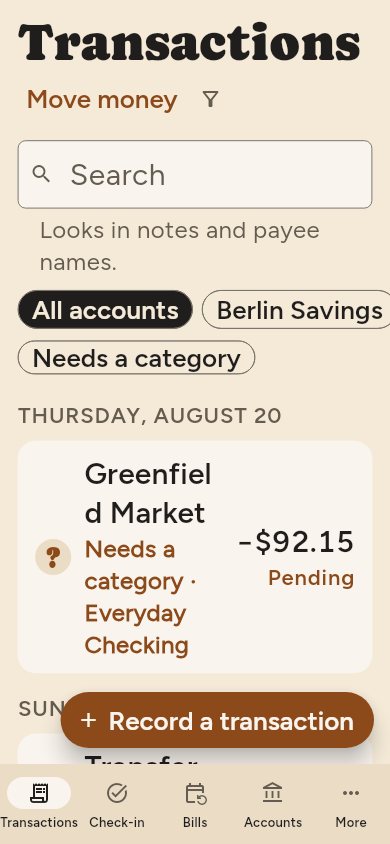 Transactions
Move money
Search
Looks in notes and payee
names.
All accounts
Berlin Savings
Needs a category
THURSDAY, AUGUST 20
Greenfiel
d Market
?
Needs a
category ·
Everyday
Checking
−$92.15
Pending
SUN
+ Record a transaction
Transfer
Transactions
Check-in
Bills
Accounts
More